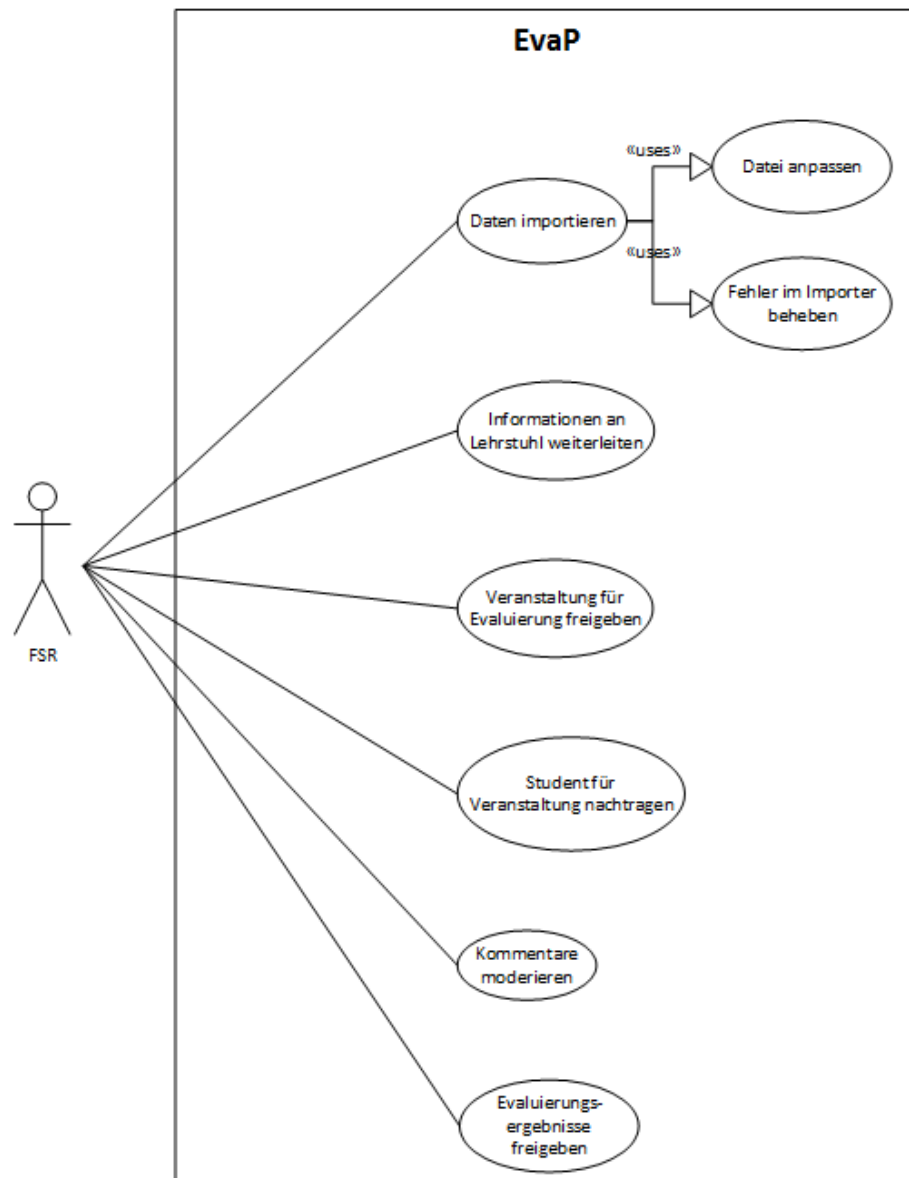 EvaP
«uses»
Datei anpassen
Daten importieren
«uses»
Fehler im Importer
beheben
Informationen an
Lehrstuhl weiterleiten
FSR
Veranstaltung für
Evaluierung freigeben
Student für
Veranstaltung nachtragen
Kommentare
moderieren
Evaluierungs-
ergebnisse
freigeben